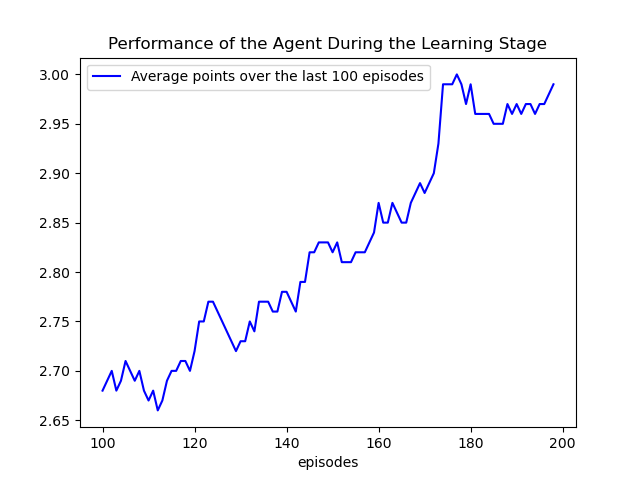 Performance of the Agent During the Learning Stage
Average points over the last 100 episodes
3.00
2.95
2.90
2.85
2.80
2.75
2.70
2.65
100 120 140 160 180 200
episodes